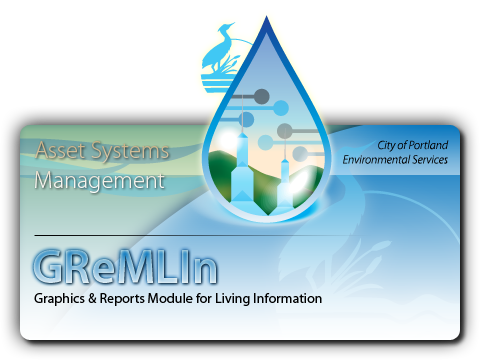 Asset Systems
Management
City of Portland
Environmental Services
GReMLIn
Graphics & Reports Module for Living Information